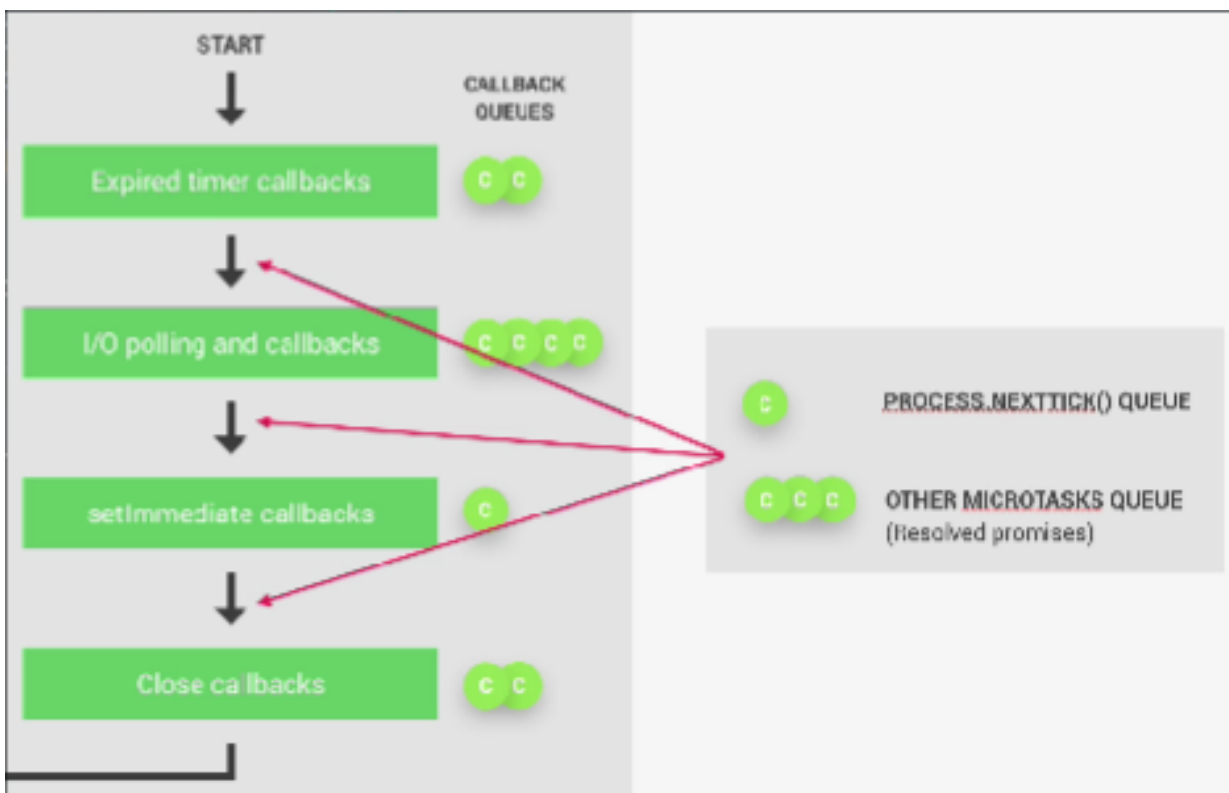 START
CALLBACK
QUEUES
Expired timer callbacks
C C
I/O polling and callbacks
C C C C
C
PROCESS.NEXTTICK() QUEUE
setImmediate callbacks
C
C C C
OTHER MICROTASKS QUEUE
(Resolved promises)
Close callbacks
C C